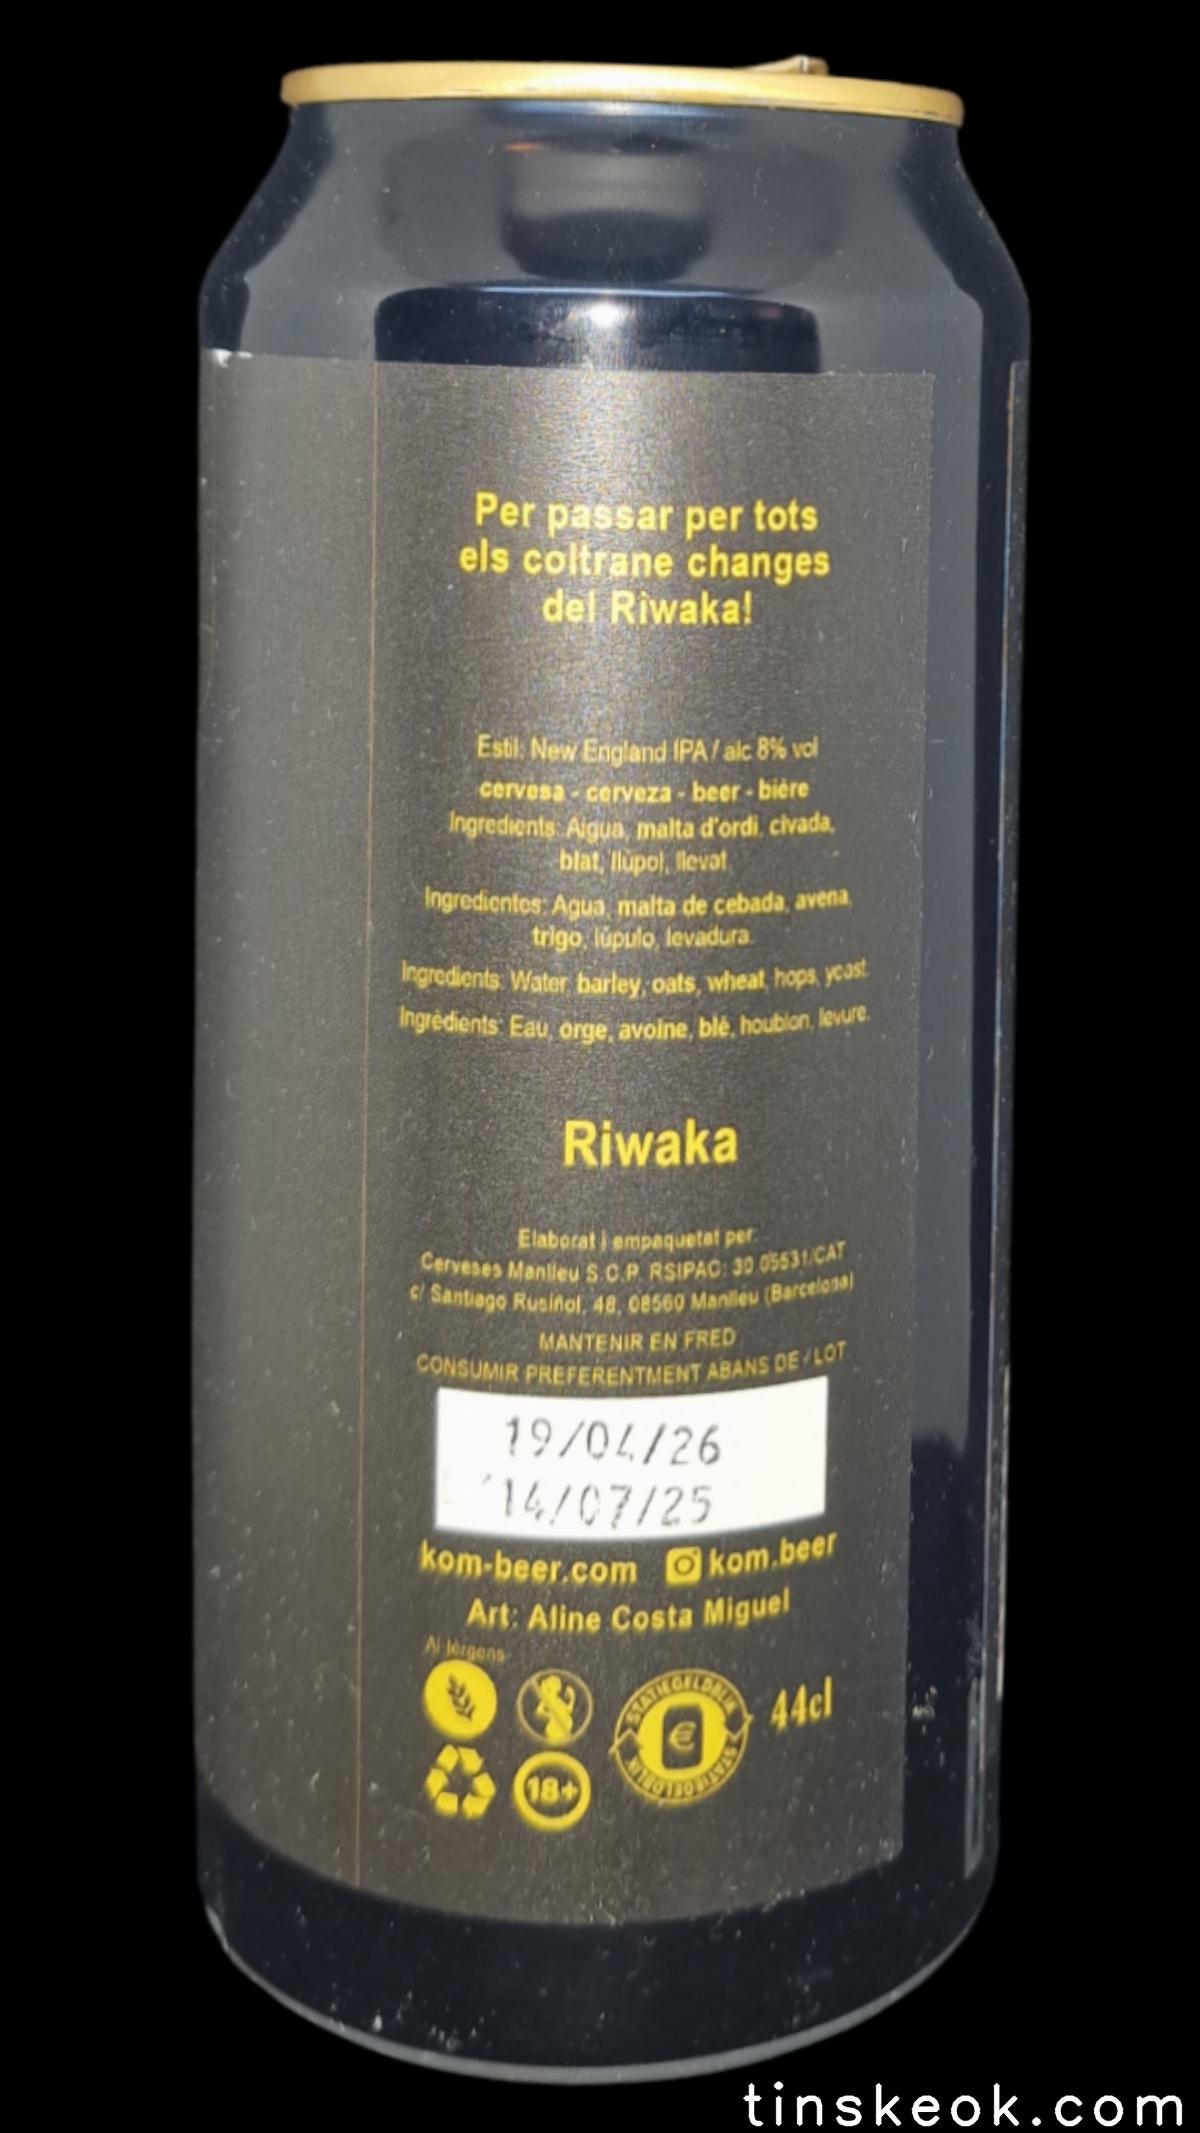 Per passar per tots
els coltrane changes
del Riwaka!
Estil: New England IPA / alc 8% vol
cervesa - cerveza - beer - bière
Ingredients: Aigua, malta d'ordi, civada,
blat, llúpol, llevat.
Ingredientes: Agua, malta de cebada, avena,
trigo, lúpulo, levadura.
Ingredients: Water, barley, oats, wheat, hops, yeast.
Ingrédients: Eau, orge, avoine, blé, houblon, levure.
Riwaka
Elaborat i empaquetat per:
Cerveses Manlleu S.C.P. RSIPAC: 30.05531/CAT
c/ Santiago Rusiñol, 48, 08560 Manlleu (Barcelona)
MANTENIR EN FRED
CONSUMIR PREFERENTMENT ABANS DE / LOT
19/04/26
14/07/25
kom-beer.com kom.beer
Art: Aline Costa Miguel
Al·lèrgens
STATIEGELDBLIK
€
STATIEGELDBLIK
44cl
18+
tinskeok.com